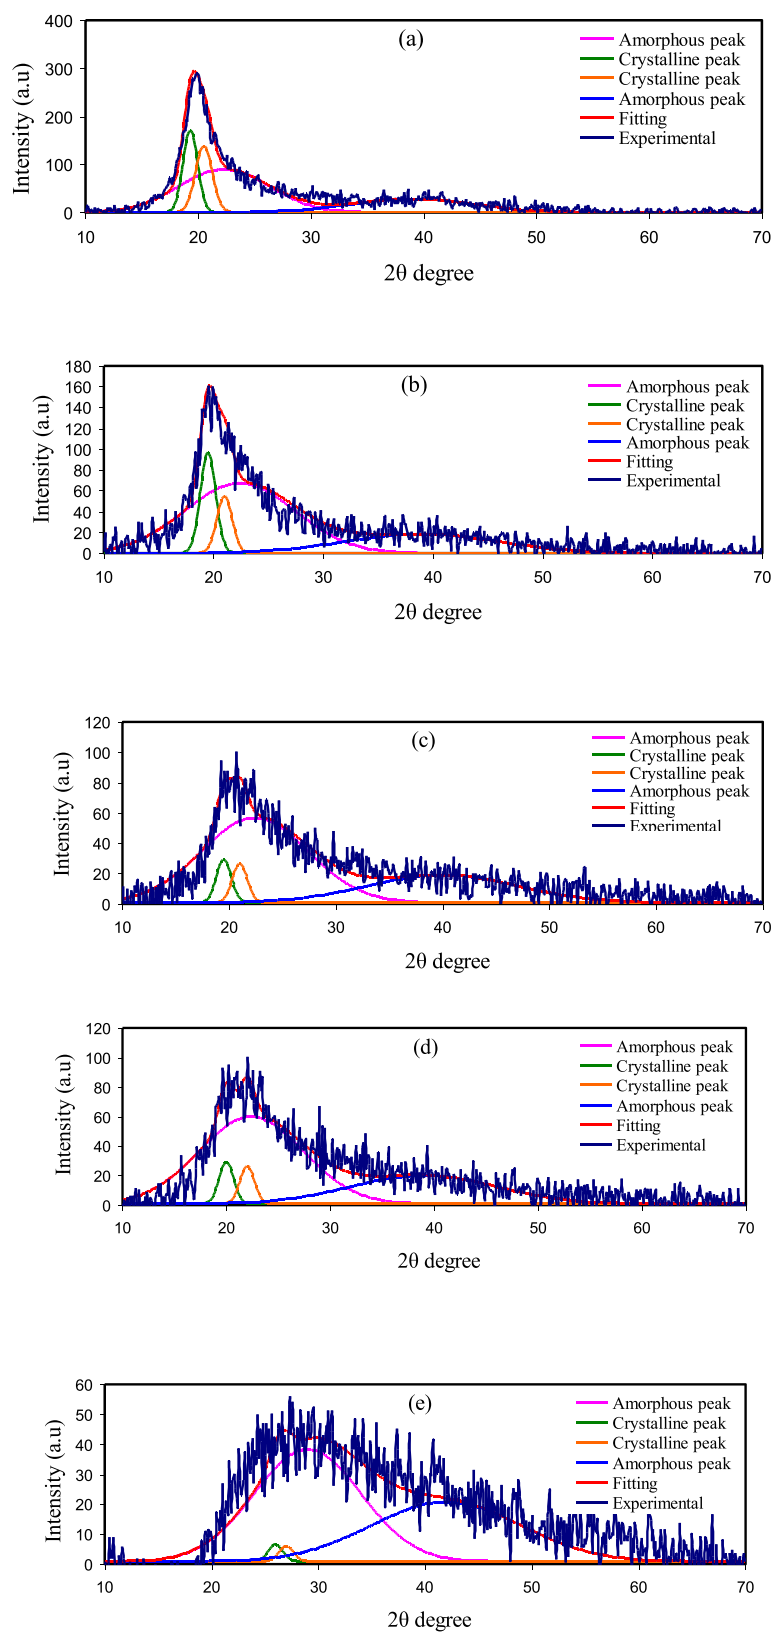 (a)
Intensity (a.u)
400
300
200
100
0
Amorphous peak
Crystalline peak
Crystalline peak
Amorphous peak
Fitting
Experimental
10 20 30 40 50 60 70
2θ degree
(b)
Intensity (a.u)
180
160
140
120
100
80
60
40
20
0
Amorphous peak
Crystalline peak
Crystalline peak
Amorphous peak
Fitting
Experimental
10 20 30 40 50 60 70
2θ degree
(c)
Intensity (a.u)
120
100
80
60
40
20
0
Amorphous peak
Crystalline peak
Crystalline peak
Amorphous peak
Fitting
Experimental
10 20 30 40 50 60 70
2θ degree
(d)
Intensity (a.u)
120
100
80
60
40
20
0
Amorphous peak
Crystalline peak
Crystalline peak
Amorphous peak
Fitting
Experimental
10 20 30 40 50 60 70
2θ degree
(e)
Intensity (a.u)
60
50
40
30
20
10
0
Amorphous peak
Crystalline peak
Crystalline peak
Amorphous peak
Fitting
Experimental
10 20 30 40 50 60 70
2θ degree